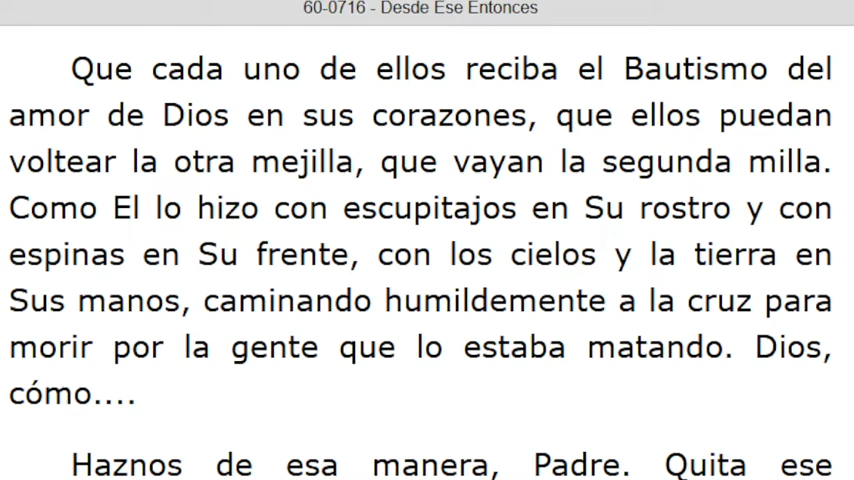 60-0716 - Desde Ese Entonces
Que cada uno de ellos reciba el Bautismo del
amor de Dios en sus corazones, que ellos puedan
voltear la otra mejilla, que vayan la segunda milla.
Como El lo hizo con escupitajos en Su rostro y con
espinas en Su frente, con los cielos y la tierra en
Sus manos, caminando humildemente a la cruz para
morir por la gente que lo estaba matando. Dios,
cómo....
Haznos de esa manera, Padre. Quita ese